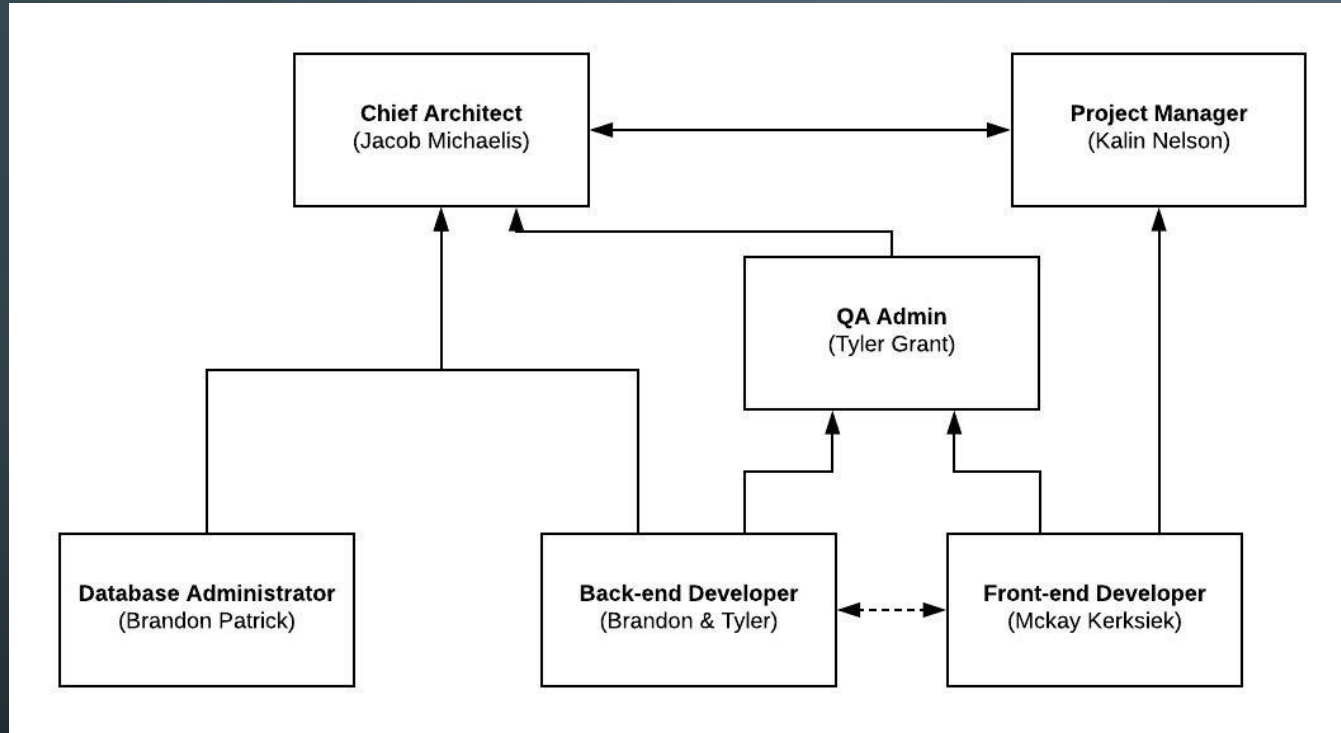 Chief Architect
(Jacob Michaelis)
Project Manager
(Kalin Nelson)
QA Admin
(Tyler Grant)
Database Administrator
(Brandon Patrick)
Back-end Developer
(Brandon & Tyler)
Front-end Developer
(Mckay Kerksiek)